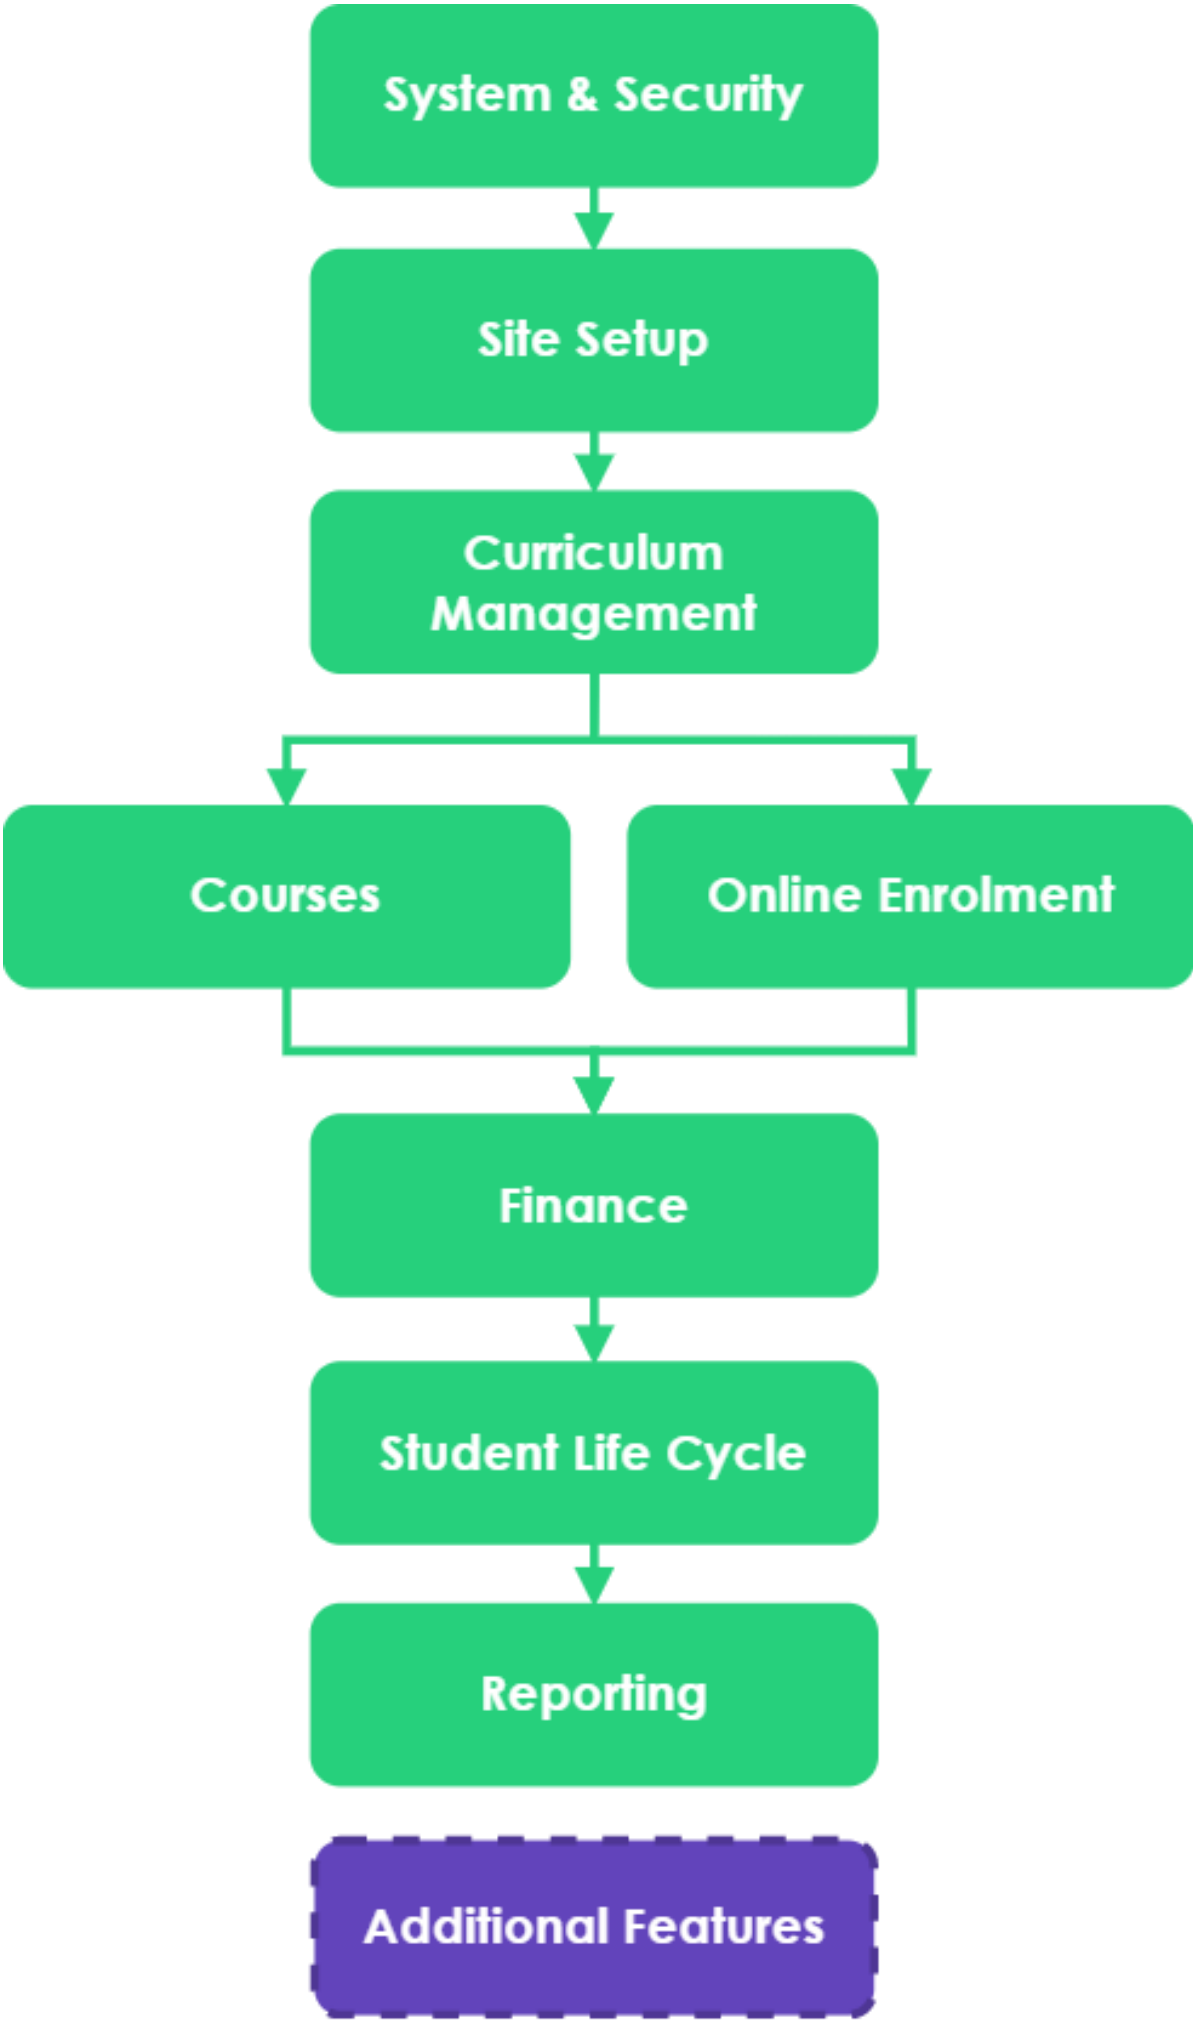 System & Security
Site Setup
Curriculum
Management
Courses
Online Enrolment
Finance
Student Life Cycle
Reporting
Additional Features